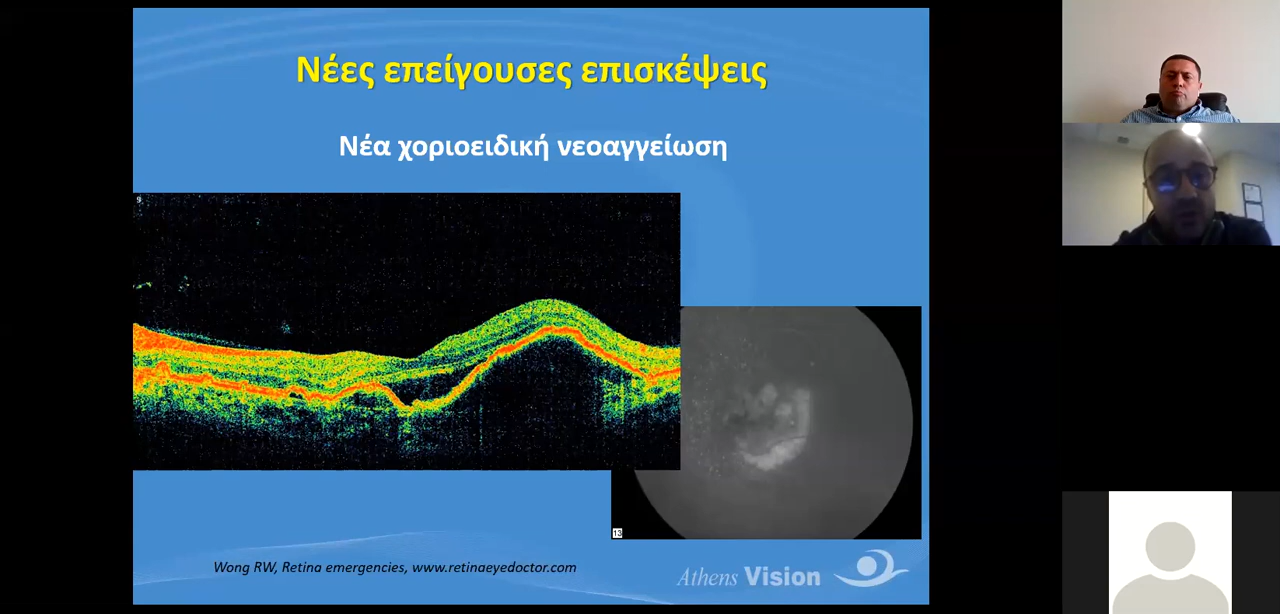 Νέες επείγουσες επισκέψεις
Νέα χοριοειδική νεοαγγείωση
9
13
Wong RW, Retina emergencies, www.retinaeyedoctor.com
Athens Vision